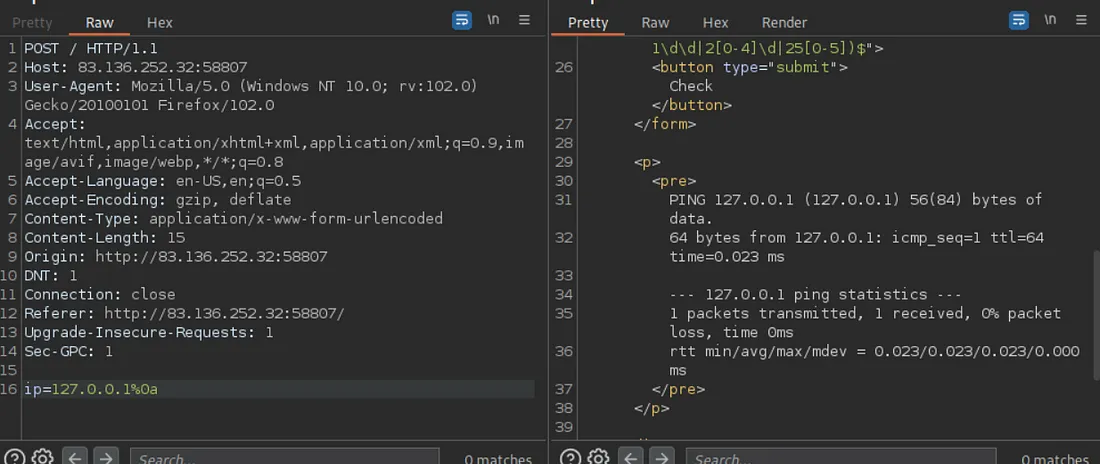 Pretty Raw Hex \n
1 POST / HTTP/1.1
2 Host: 83.136.252.32:58807
3 User-Agent: Mozilla/5.0 (Windows NT 10.0; rv:102.0)
Gecko/20100101 Firefox/102.0
4 Accept:
text/html,application/xhtml+xml,application/xml;q=0.9,im
age/avif,image/webp,*/*;q=0.8
5 Accept-Language: en-US,en;q=0.5
6 Accept-Encoding: gzip, deflate
7 Content-Type: application/x-www-form-urlencoded
8 Content-Length: 15
9 Origin: http://83.136.252.32:58807
10 DNT: 1
11 Connection: close
12 Referer: http://83.136.252.32:58807/
13 Upgrade-Insecure-Requests: 1
14 Sec-GPC: 1
15
16 ip=127.0.0.1%0a
Search...
0 matches
Pretty Raw Hex Render \n
1\d\d|2[0-4]\d|25[0-5])$">
26 <button type="submit">
Check
</button>
27 </form>
28
29 <p>
30 <pre>
31 PING 127.0.0.1 (127.0.0.1) 56(84) bytes of
data.
32 64 bytes from 127.0.0.1: icmp_seq=1 ttl=64
time=0.023 ms
33
34 --- 127.0.0.1 ping statistics ---
35 1 packets transmitted, 1 received, 0% packet
loss, time 0ms
36 rtt min/avg/max/mdev = 0.023/0.023/0.023/0.000
ms
37 </pre>
38 </p>
39
Search...
0 matches